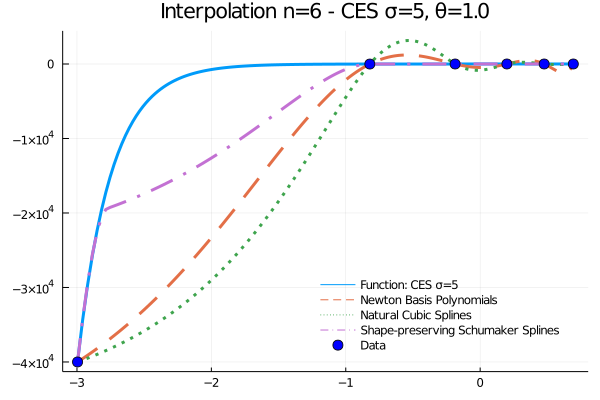 Interpolation n=6 - CES σ=5, θ=1.0
0
−1×10⁴
−2×10⁴
−3×10⁴
−4×10⁴
Function: CES σ=5
Newton Basis Polynomials
Natural Cubic Splines
Shape-preserving Schumaker Splines
Data
−3 −2 −1 0